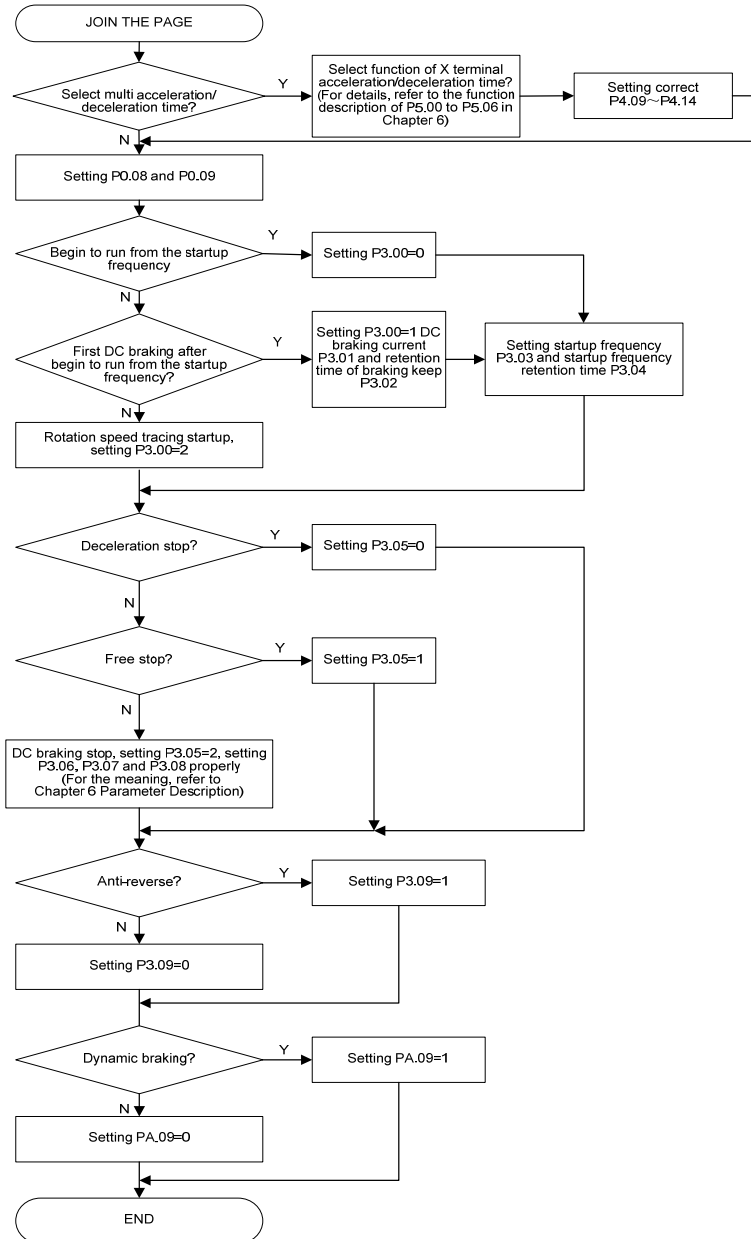 JOIN THE PAGE
Select multi acceleration/
deceleration time?
Y
Select function of X terminal
acceleration/deceleration time?
(For details, refer to the function
description of P5.00 to P5.06 in
Chapter 6)
Setting correct
P4.09～P4.14
N
Setting P0.08 and P0.09
Begin to run from the startup
frequency
Y
Setting P3.00=0
N
First DC braking after
begin to run from the startup
frequency?
Y
Setting P3.00=1 DC
braking current
P3.01 and retention
time of braking keep
P3.02
Setting startup frequency
P3.03 and startup frequency
retention time P3.04
N
Rotation speed tracing startup,
setting P3.00=2
Deceleration stop?
Y
Setting P3.05=0
N
Free stop?
Y
Setting P3.05=1
N
DC braking stop, setting P3.05=2, setting
P3.06, P3.07 and P3.08 properly
(For the meaning, refer to
Chapter 6 Parameter Description)
Anti-reverse?
Y
Setting P3.09=1
N
Setting P3.09=0
Dynamic braking?
Y
Setting PA.09=1
N
Setting PA.09=0
END